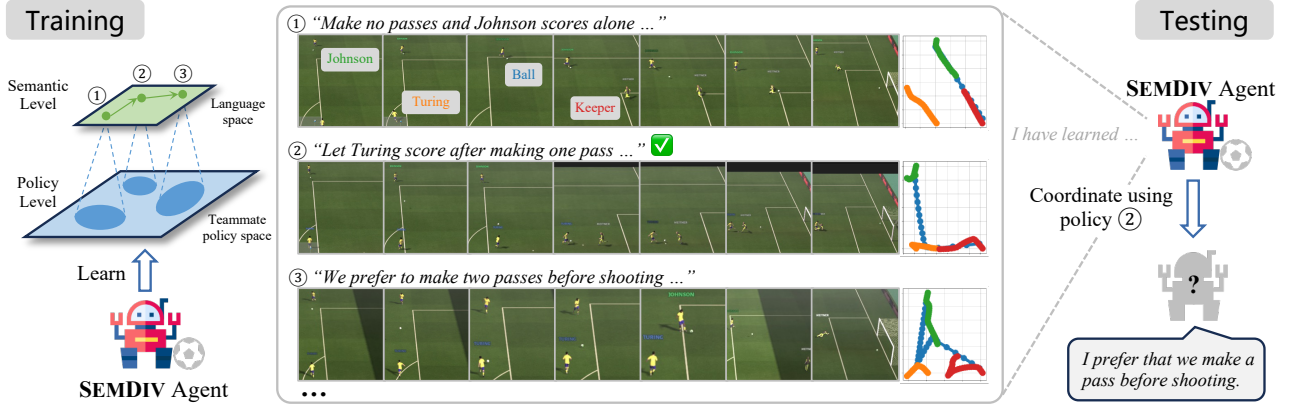 Training
Semantic
Level
①
②
③
Language
space
Policy
Level
Teammate
policy space
Learn
SEMDIV Agent
① “Make no passes and Johnson scores alone …”
Johnson
Turing
Ball
Keeper
② “Let Turing score after making one pass …”
③ “We prefer to make two passes before shooting …”
JOHNSON
...
Testing
SEMDIV Agent
I have learned …
Coordinate using
policy ②
?
I prefer that we make a
pass before shooting.